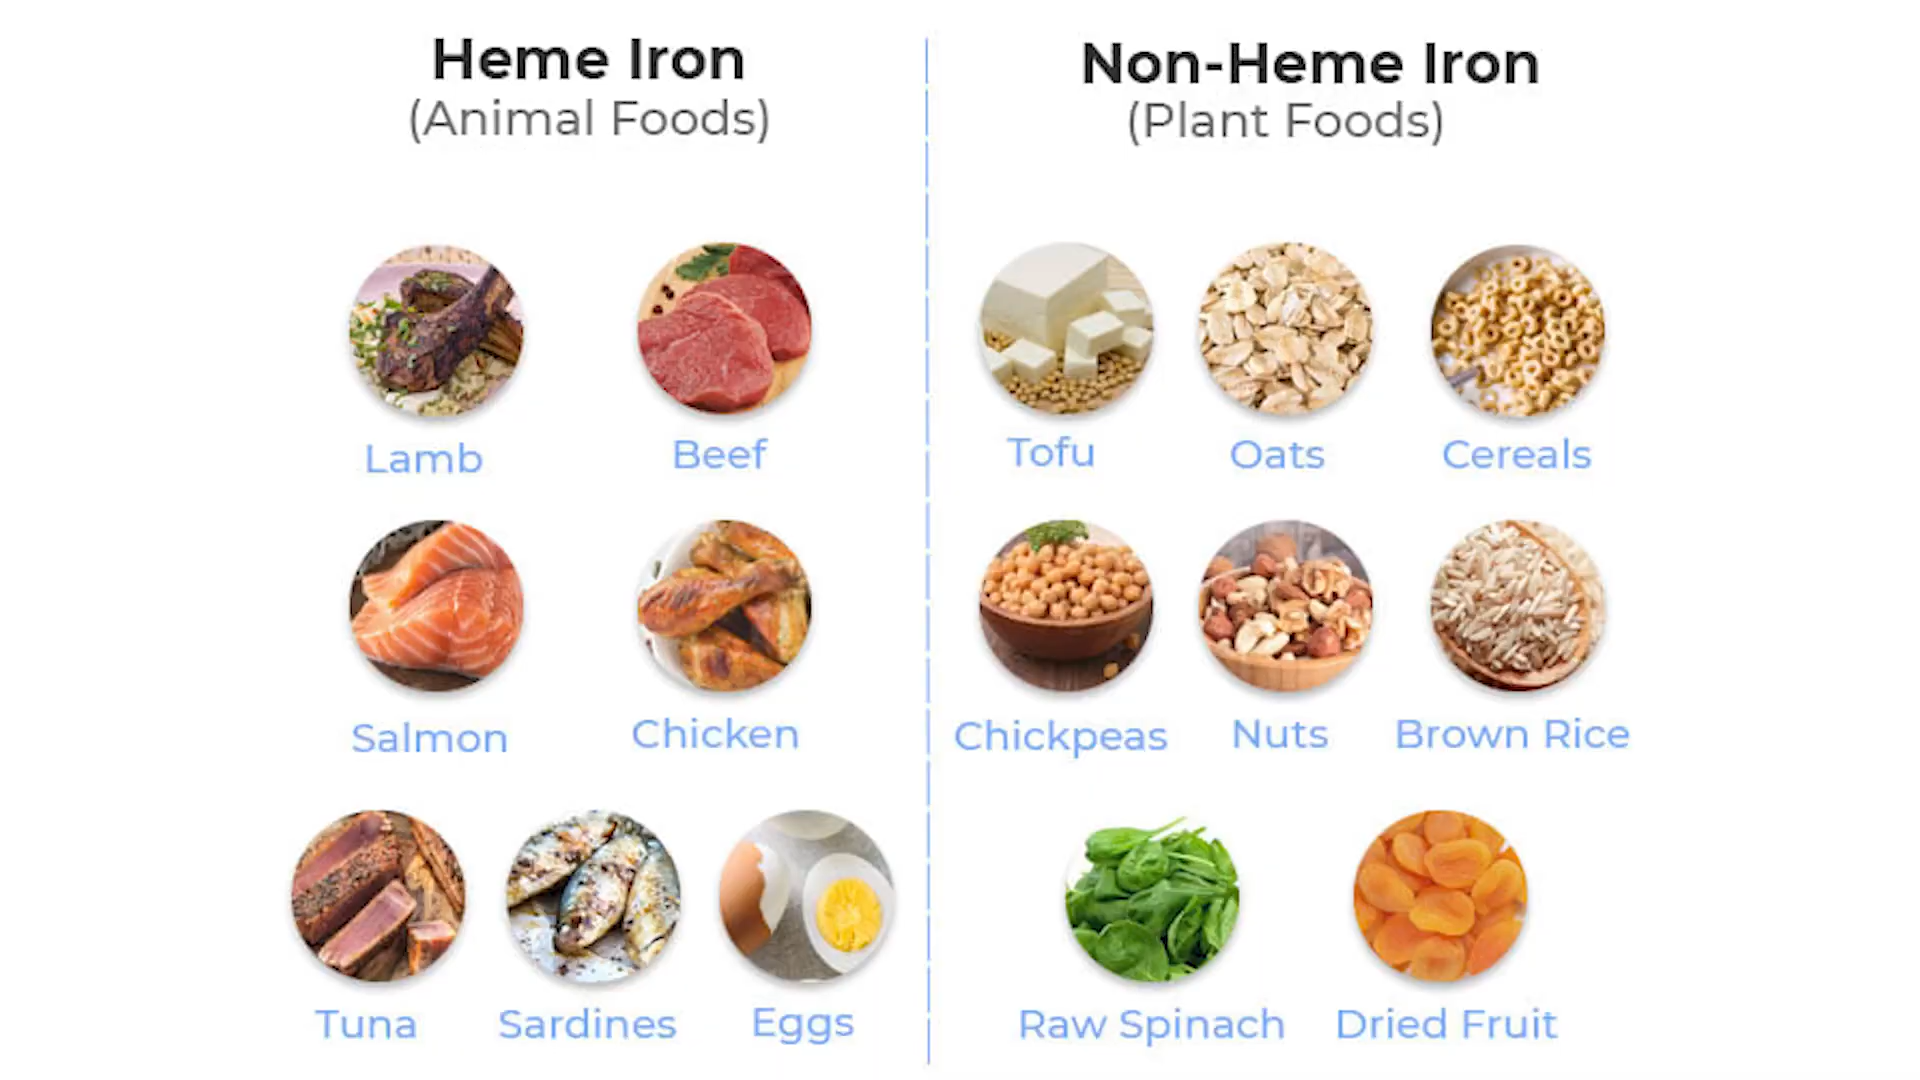 Heme Iron
(Animal Foods)
Lamb
Beef
Salmon
Chicken
Tuna
Sardines
Eggs
Non-Heme Iron
(Plant Foods)
Tofu
Oats
Cereals
Chickpeas
Nuts
Brown Rice
Raw Spinach
Dried Fruit